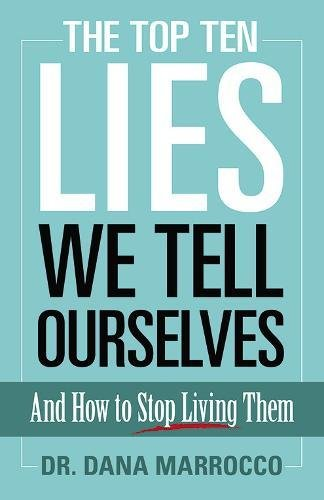 THE TOP TEN
LIES
WE TELL
OURSELVES
And How to Stop Living Them
DR. DANA MARROCCO